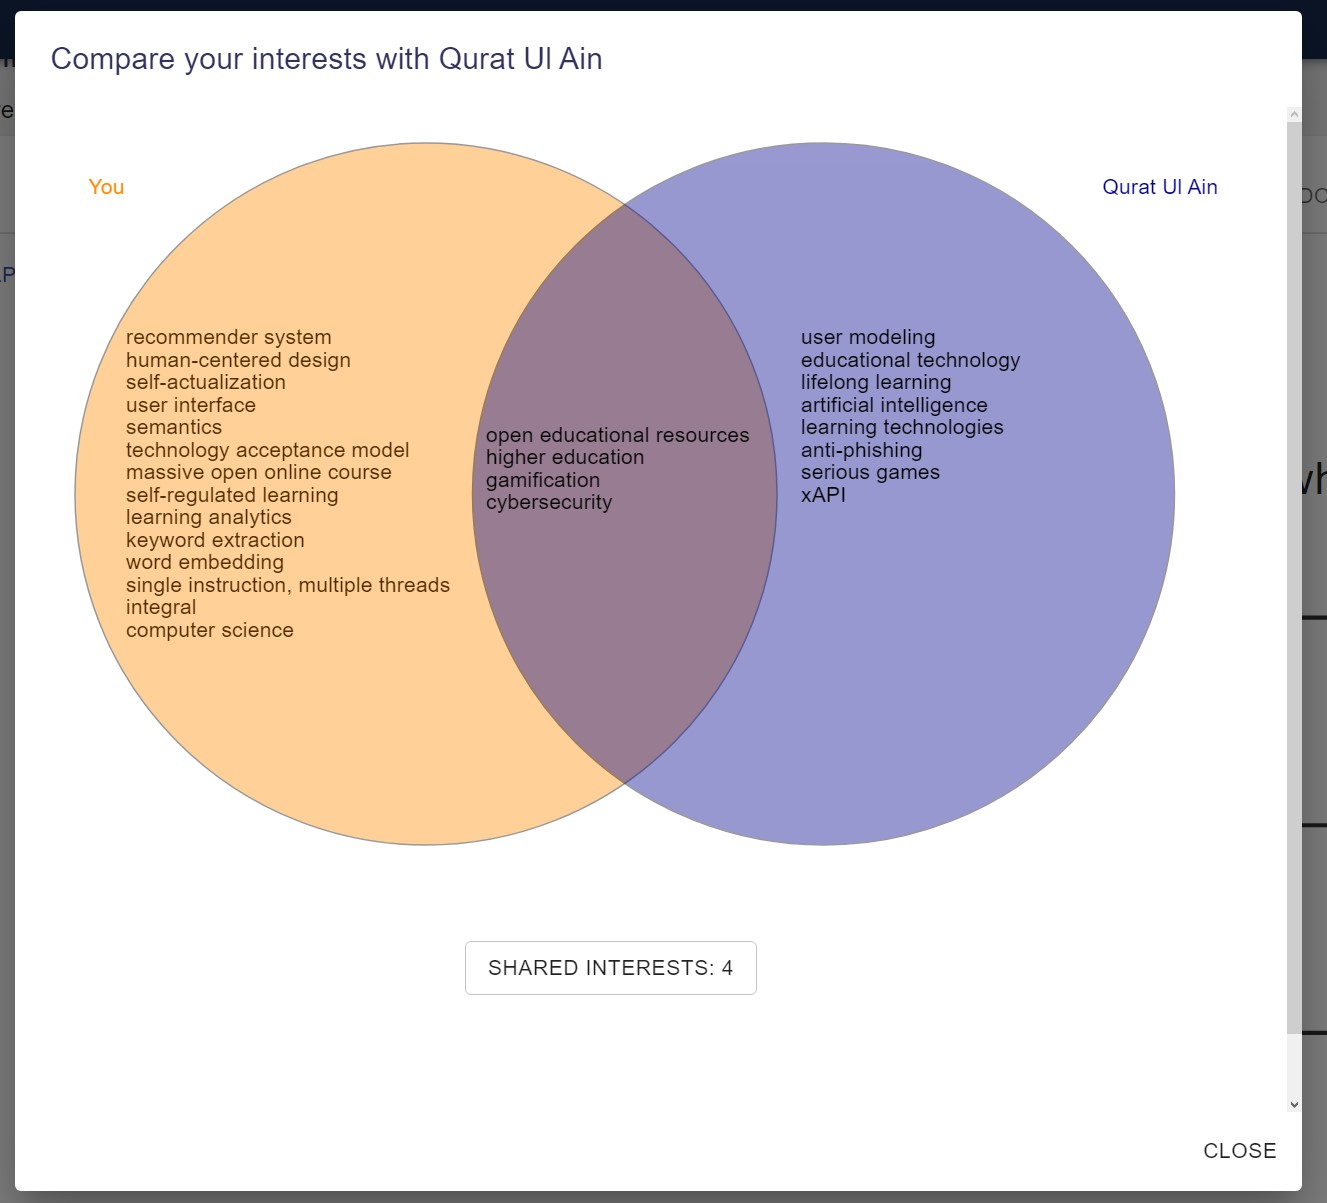 Compare your interests with Qurat Ul Ain
You
Qurat Ul Ain
recommender system
human-centered design
self-actualization
user interface
semantics
technology acceptance model
massive open online course
self-regulated learning
learning analytics
keyword extraction
word embedding
single instruction, multiple threads
integral
computer science
open educational resources
higher education
gamification
cybersecurity
user modeling
educational technology
lifelong learning
artificial intelligence
learning technologies
anti-phishing
serious games
xAPI
SHARED INTERESTS: 4
CLOSE